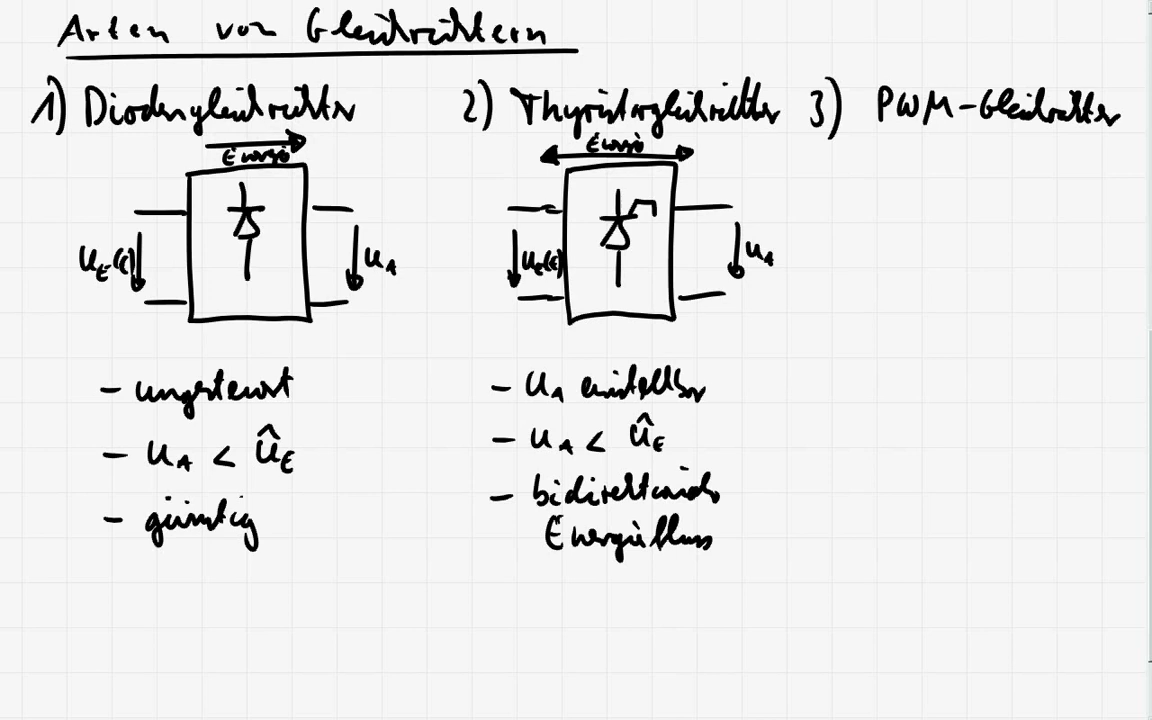 Arten von Gleichrichtern
1) Diodengleichrichter
2) Thyristorgleichrichter
3) PWM-Gleichrichter
Energie
Energie
u_E(t)
U_A
u_E(t)
U_A
- ungesteuert
- U_A < Û_E
- günstig
- U_A einstellbar
- U_A < Û_E
- bidirektionaler
Energiefluss